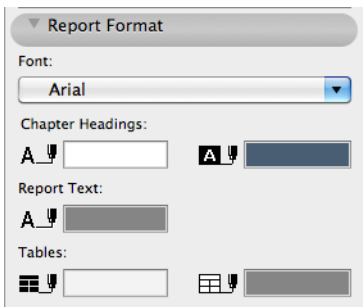 Report Format
Font:
Arial
Chapter Headings:
A A
Report Text:
A
Tables: